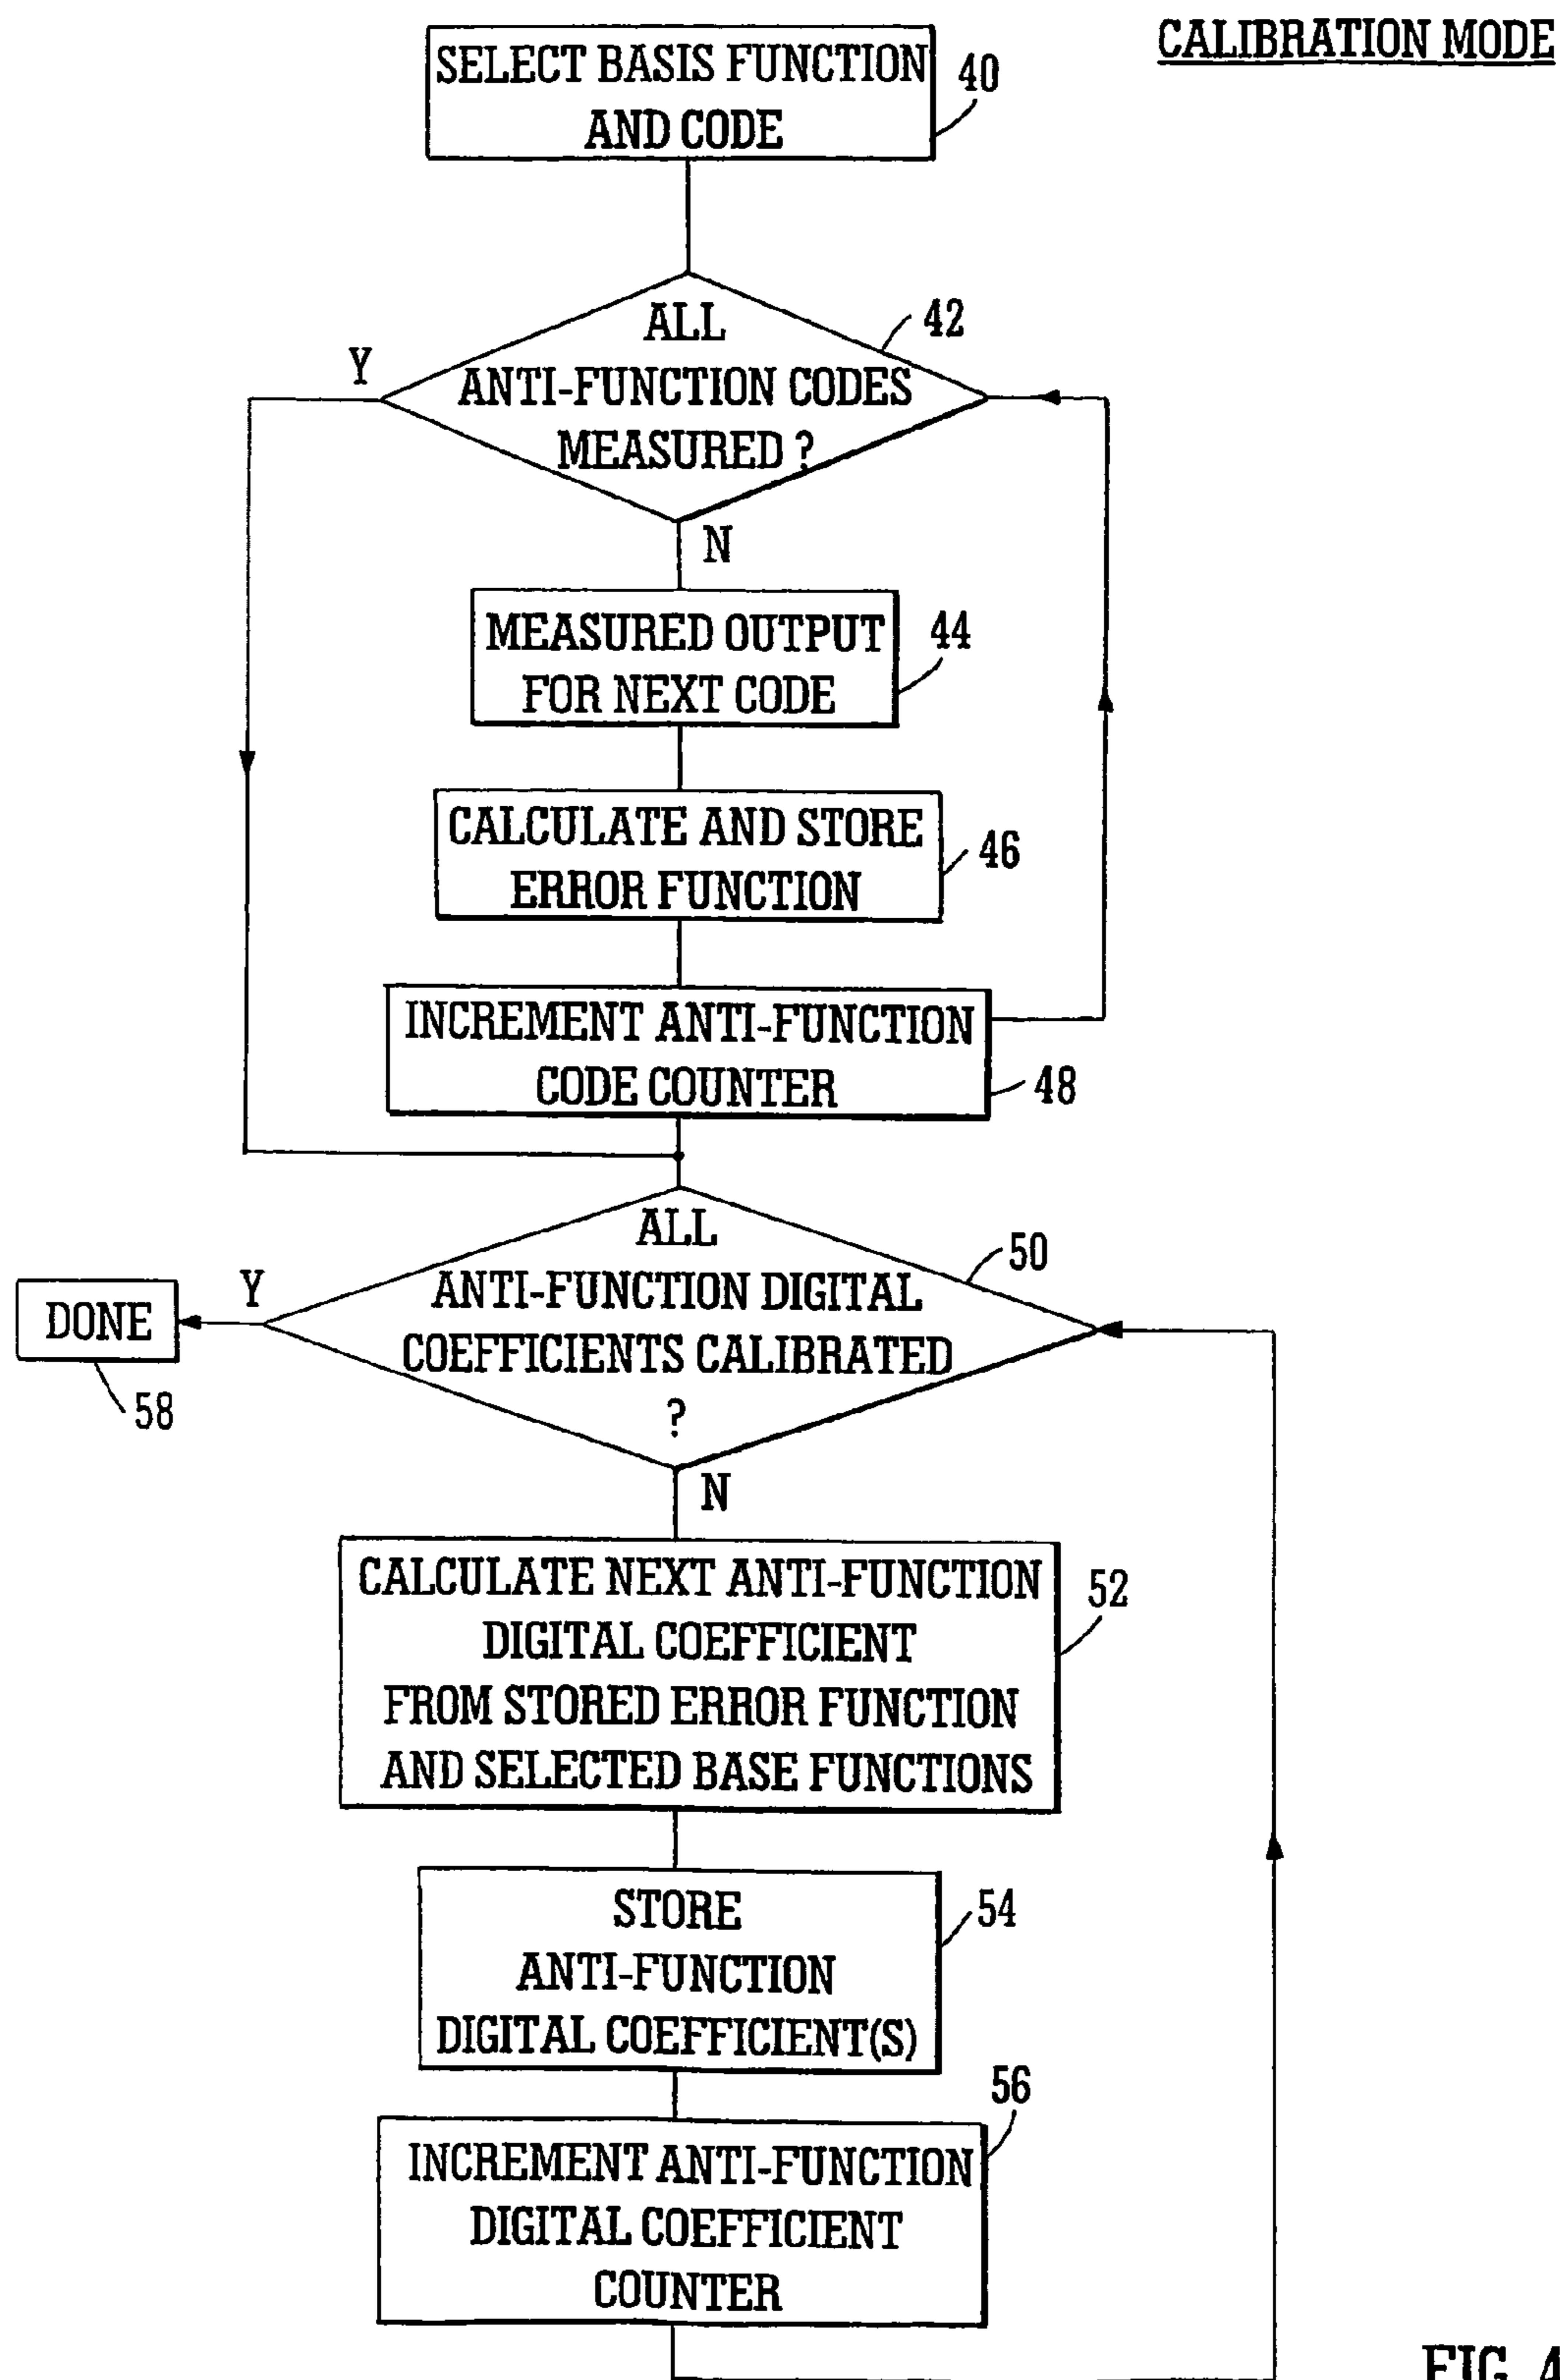 CALIBRATION MODE
SELECT BASIS FUNCTION
AND CODE
40
ALL
ANTI-FUNCTION CODES
MEASURED ?
42
Y
N
MEASURED OUTPUT
FOR NEXT CODE
44
CALCULATE AND STORE
ERROR FUNCTION
46
INCREMENT ANTI-FUNCTION
CODE COUNTER
48
ALL
ANTI-FUNCTION DIGITAL
COEFFICIENTS CALIBRATED
?
50
Y
DONE
58
N
CALCULATE NEXT ANTI-FUNCTION
DIGITAL COEFFICIENT
FROM STORED ERROR FUNCTION
AND SELECTED BASE FUNCTIONS
52
STORE
ANTI-FUNCTION
DIGITAL COEFFICIENT(S)
54
56
INCREMENT ANTI-FUNCTION
DIGITAL COEFFICIENT
COUNTER
FIG. 4